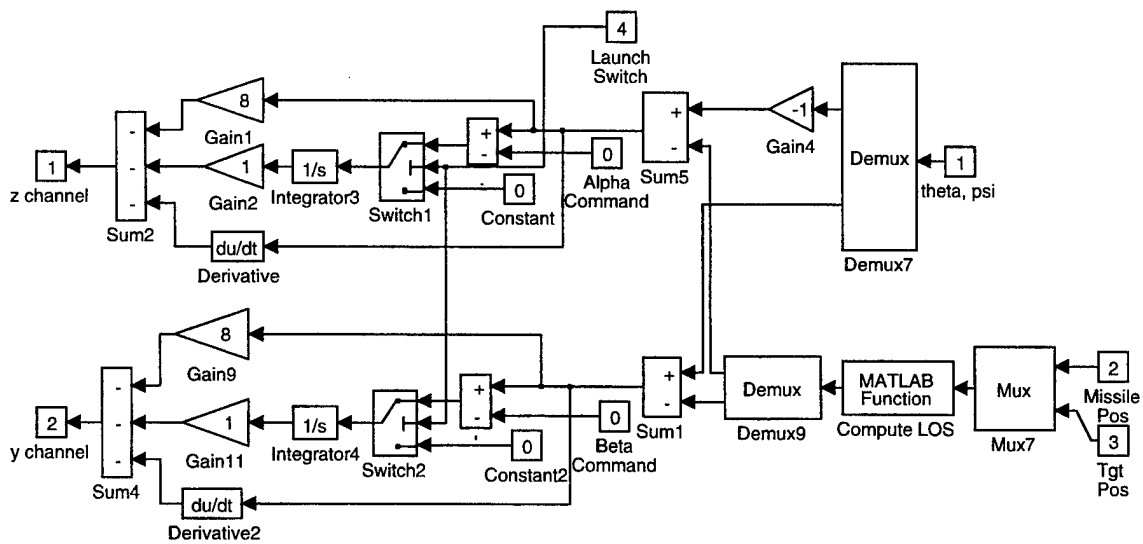 4
Launch
Switch
8
Gain1
-
-
-
1
z channel
Sum2
1
Gain2
1/s
Integrator3
Switch1
+
-
0
Constant
0
Alpha
Command
+
-
Sum5
-1
Gain4
Demux
Demux7
1
theta, psi
du/dt
Derivative
8
Gain9
-
-
-
2
y channel
Sum4
1
Gain11
1/s
Integrator4
Switch2
+
-
0
Constant2
0
Beta
Command
+
-
Sum1
Demux
Demux9
MATLAB
Function
Compute LOS
Mux
Mux7
2
Missile
Pos
3
Tgt
Pos
du/dt
Derivative2